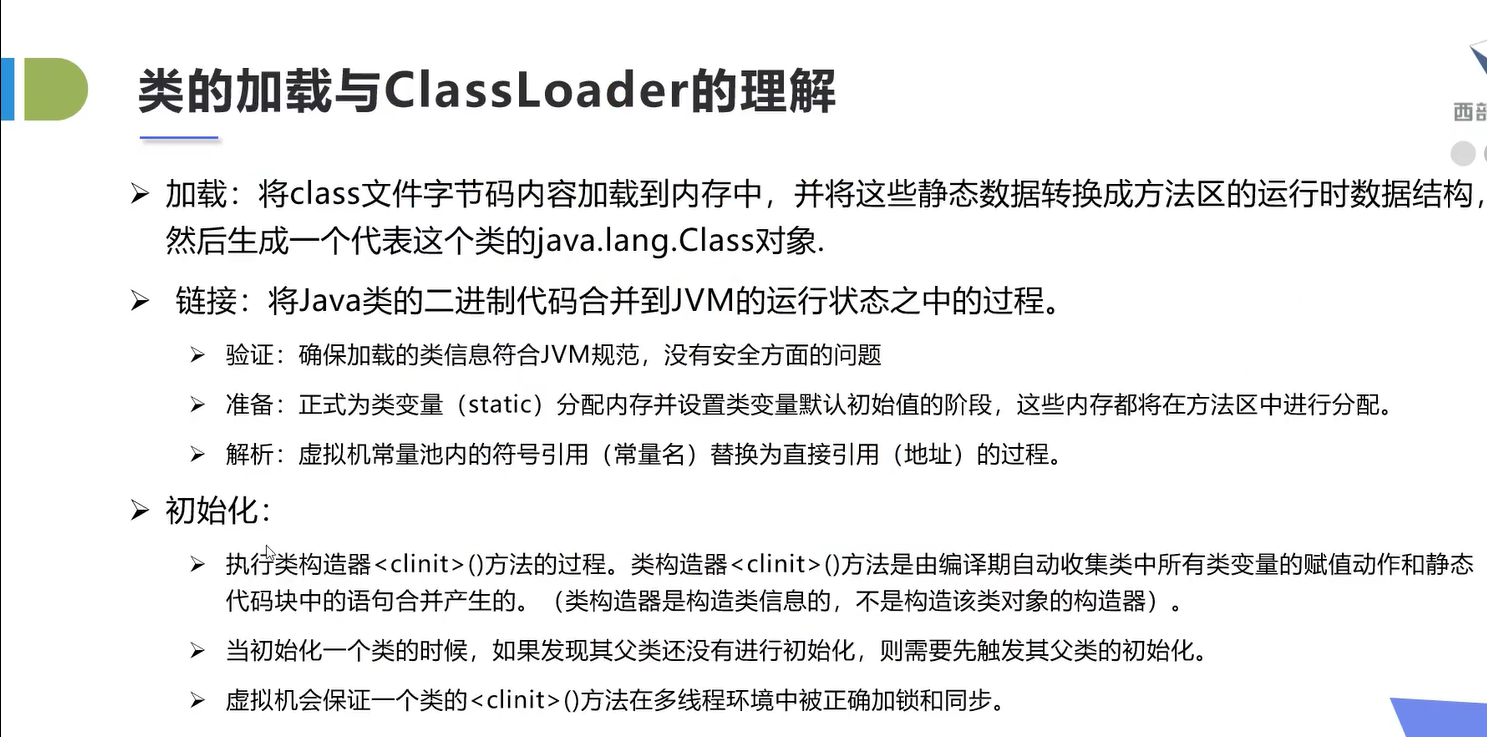 类的加载与ClassLoader的理解
西部
加载：将class文件字节码内容加载到内存中，并将这些静态数据转换成方法区的运行时数据结构，
然后生成一个代表这个类的java.lang.Class对象.
链接：将Java类的二进制代码合并到JVM的运行状态之中的过程。
验证：确保加载的类信息符合JVM规范，没有安全方面的问题
准备：正式为类变量（static）分配内存并设置类变量默认初始值的阶段，这些内存都将在方法区中进行分配。
解析：虚拟机常量池内的符号引用（常量名）替换为直接引用（地址）的过程。
初始化：
执行类构造器<clinit>()方法的过程。类构造器<clinit>()方法是由编译期自动收集类中所有类变量的赋值动作和静态
代码块中的语句合并产生的。（类构造器是构造类信息的，不是构造该类对象的构造器）。
当初始化一个类的时候，如果发现其父类还没有进行初始化，则需要先触发其父类的初始化。
虚拟机会保证一个类的<clinit>()方法在多线程环境中被正确加锁和同步。